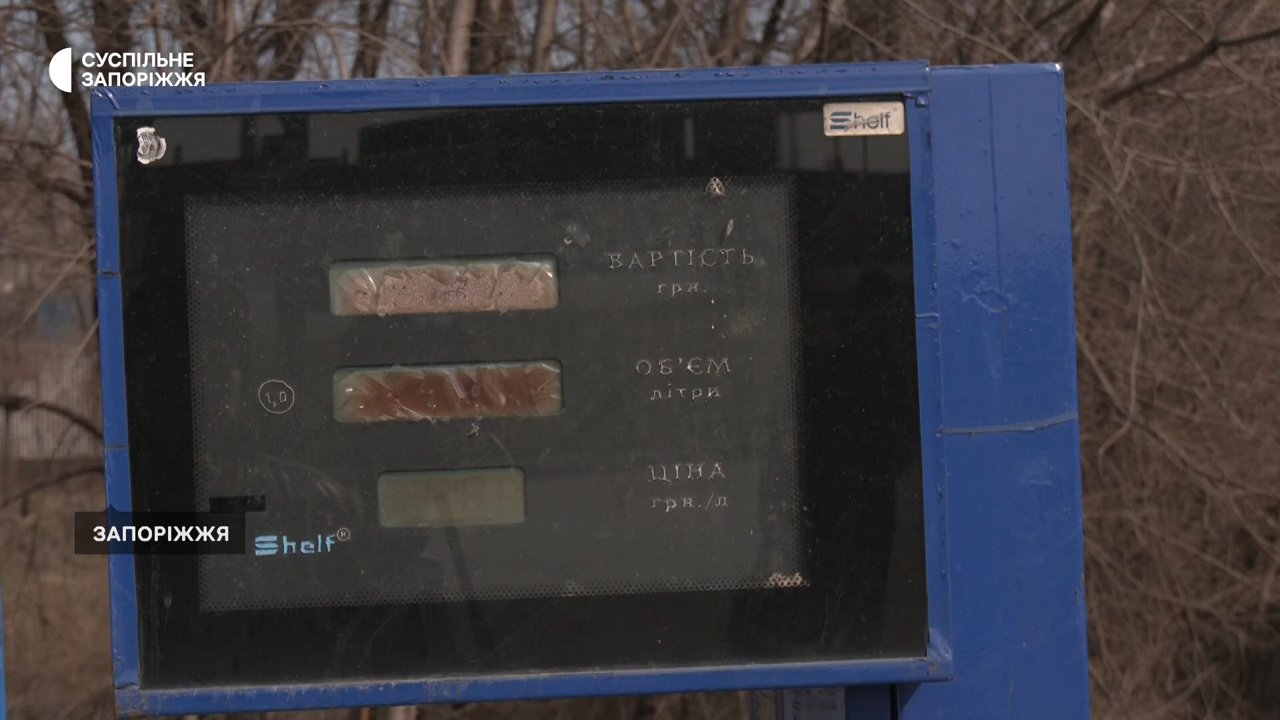 СУСПІЛЬНЕ
ЗАПОРІЖЖЯ
Shelf
ВАРТІСТЬ
грн.
ОБ'ЄМ
літри
1,0
ЦІНА
грн./л
ЗАПОРІЖЖЯ
Shelf®